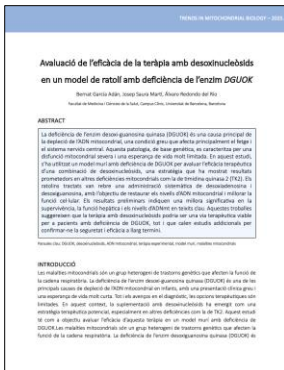 TRENDS IN MITOCHONDRIAL BIOLOGY – 2025
Avaluació de l'eficàcia de la teràpia amb desoxinucleòsids
en un model de ratolí amb deficiència de l'enzim DGUOK
Bernat García Adán, Josep Saura Martí, Álvaro Redondo del Río
Facultat de Medicina i Ciències de la Salut, Campus Clínic, Universitat de Barcelona, Barcelona
ABSTRACT
La deficiència de l'enzim desoxi-guanosina quinasa (DGUOK) és una causa principal de
la depleció de l'ADN mitocondrial, una condició greu que afecta principalment el fetge i
el sistema nerviós central. Aquesta patologia, de base genètica, es caracteritza per una
disfunció mitocondrial severa i una esperança de vida molt limitada. En aquest estudi,
s'ha utilitzat un model murí amb deficiència de DGUOK per avaluar l'eficàcia terapèutica
d'una combinació de desoxinucleòsids, una estratègia que ha mostrat resultats
prometedors en altres deficiències mitocondrials com la de timidina quinasa 2 (TK2). Els
ratolins tractats van rebre una administració sistemàtica de desoxiadenosina i
desoxiguanosina, amb l'objectiu de restaurar els nivells d'ADN mitocondrial i millorar la
funció cel·lular. Els resultats preliminars indiquen una millora significativa en la
supervivència, la funció hepàtica i els nivells d'ADNmt en teixits clau. Aquestes troballes
suggereixen que la teràpia amb desoxinucleòsids podria ser una via terapèutica viable
per a pacients amb deficiència de DGUOK, tot i que calen estudis addicionals per
confirmar-ne la seguretat i eficàcia a llarg termini.
Paraules clau: DGUOK, desoxinucleòsids, ADN mitocondrial, teràpia experimental, model murí, malalties mitocondrials
INTRODUCCIÓ
Les malalties mitocondrials són un grup heterogeni de trastorns genètics que afecten la funció de
la cadena respiratòria. La deficiència de l'enzim desoxiguanosina quinasa (DGUOK) és una de les
principals causes de depleció de l'ADN mitocondrial en infants, amb una presentació clínica greu i
una esperança de vida molt curta. Tot i els avenços en el diagnòstic, les opcions terapèutiques són
limitades. En aquest context, la suplementació amb desoxinucleòsids ha emergit com una
estratègia terapèutica potencial, especialment en altres deficiències com la de TK2. Aquest estudi
té com a objectiu avaluar l'eficàcia d'aquesta teràpia en un model murí amb deficiència de
DGUOK.Les malalties mitocondrials són un grup heterogeni de trastorns genètics que afecten la
funció de la cadena respiratòria. La deficiència de l'enzim desoxiguanosina quinasa (DGUOK) és